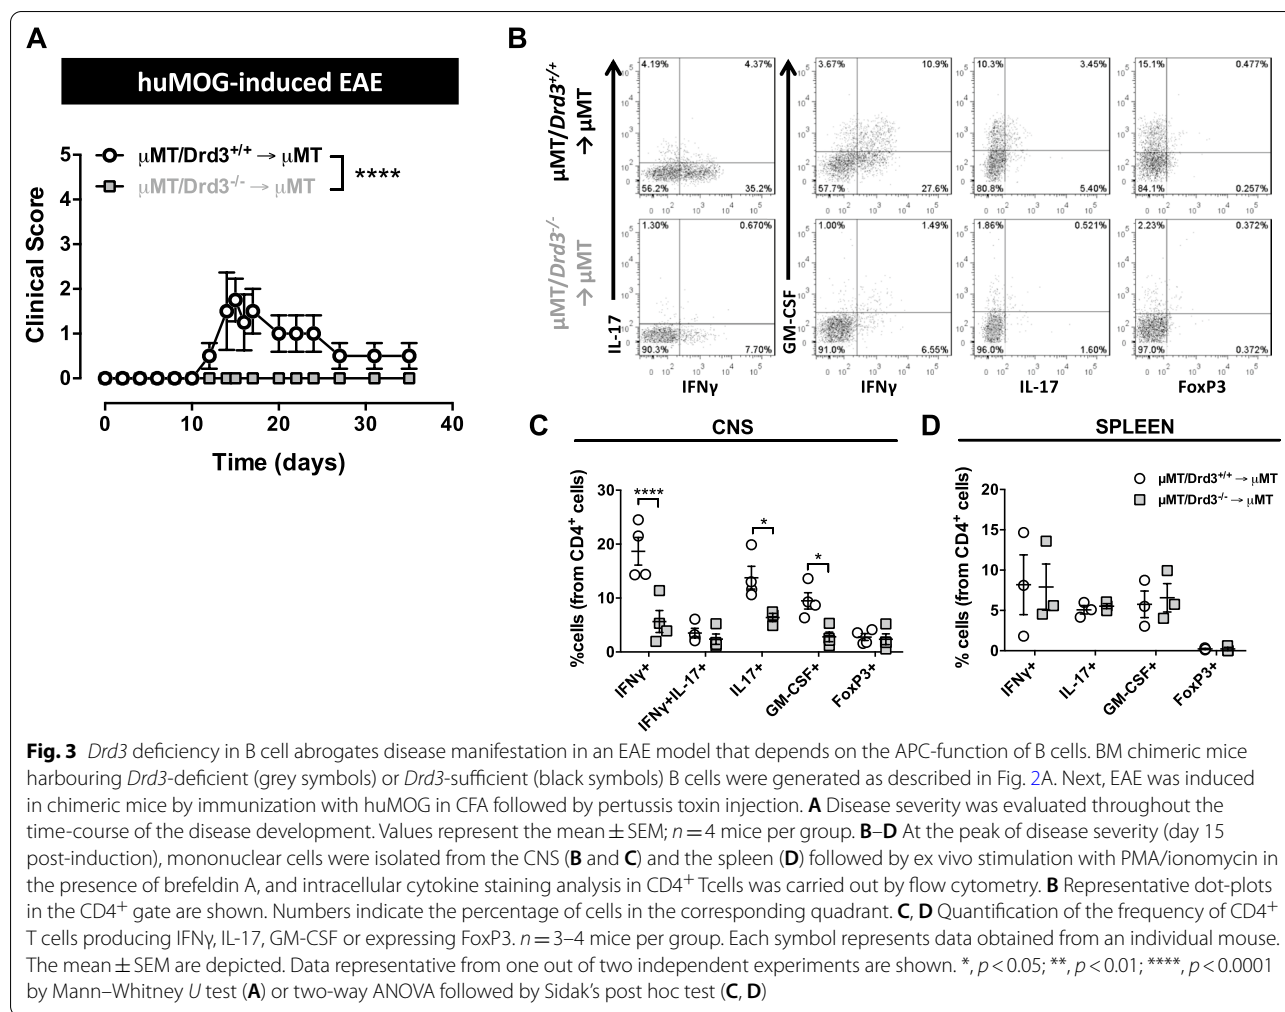 A
huMOG-induced EAE
μMT/Drd3+/+ → μMT
μMT/Drd3-/- → μMT
****
Clinical Score
5
4
3
2
1
0
0 10 20 30 40
Time (days)
B
μMT/Drd3+/+
→ μMT
μMT/Drd3-/-
→ μMT
IL-17
GM-CSF
4.19% 4.37%
56.2% 35.2%
3.67% 10.9%
57.7% 27.6%
10.3% 3.45%
80.8% 5.40%
15.1% 0.477%
84.1% 0.257%
1.30% 0.670%
90.3% 7.70%
1.00% 1.49%
91.0% 6.55%
1.86% 0.521%
96.0% 1.60%
2.23% 0.372%
97.0% 0.372%
IFNγ IFNγ IL-17 FoxP3
C
CNS
%cells (from CD4+ cells)
30
20
10
0
**** * *
IFNγ+ IFNγ+IL-17+ IL17+ GM-CSF+ FoxP3+
D
SPLEEN
μMT/Drd3+/+ → μMT
μMT/Drd3-/- → μMT
% cells (from CD4+ cells)
20
15
10
5
0
IFNγ+ IL-17+ GM-CSF+ FoxP3+
Fig. 3 Drd3 deficiency in B cell abrogates disease manifestation in an EAE model that depends on the APC-function of B cells. BM chimeric mice
harbouring Drd3-deficient (grey symbols) or Drd3-sufficient (black symbols) B cells were generated as described in Fig. 2A. Next, EAE was induced
in chimeric mice by immunization with huMOG in CFA followed by pertussis toxin injection. A Disease severity was evaluated throughout the
time-course of the disease development. Values represent the mean ± SEM; n = 4 mice per group. B–D At the peak of disease severity (day 15
post-induction), mononuclear cells were isolated from the CNS (B and C) and the spleen (D) followed by ex vivo stimulation with PMA/ionomycin in
the presence of brefeldin A, and intracellular cytokine staining analysis in CD4+ Tcells was carried out by flow cytometry. B Representative dot-plots
in the CD4+ gate are shown. Numbers indicate the percentage of cells in the corresponding quadrant. C, D Quantification of the frequency of CD4+
T cells producing IFNγ, IL-17, GM-CSF or expressing FoxP3. n = 3–4 mice per group. Each symbol represents data obtained from an individual mouse.
The mean ± SEM are depicted. Data representative from one out of two independent experiments are shown. *, p < 0.05; **, p < 0.01; ****, p < 0.0001
by Mann–Whitney U test (A) or two-way ANOVA followed by Sidak's post hoc test (C, D)